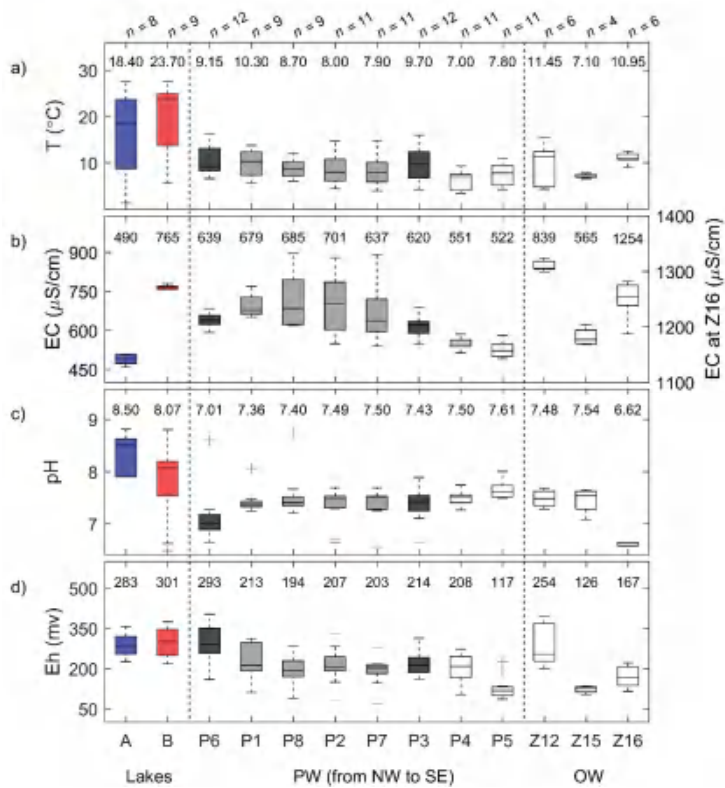 n = 8 n = 9 n = 12 n = 9 n = 9 n = 11 n = 11 n = 12 n = 11 n = 11 n = 6 n = 4 n = 6
a) T (°C)
18.40 23.70 9.15 10.30 8.70 8.00 7.90 9.70 7.00 7.80 11.45 7.10 10.95
30
20
10
b) EC (μS/cm)
490 765 639 679 685 701 637 620 551 522 839 565 1254
900
750
600
450
1400
1300
1200
1100
EC at Z16 (μS/cm)
c) pH
8.50 8.07 7.01 7.36 7.40 7.49 7.50 7.43 7.50 7.61 7.48 7.54 6.62
9
8
7
d) Eh (mv)
283 301 293 213 194 207 203 214 208 117 254 126 167
500
350
200
50
A B P6 P1 P8 P2 P7 P3 P4 P5 Z12 Z15 Z16
Lakes PW (from NW to SE) OW